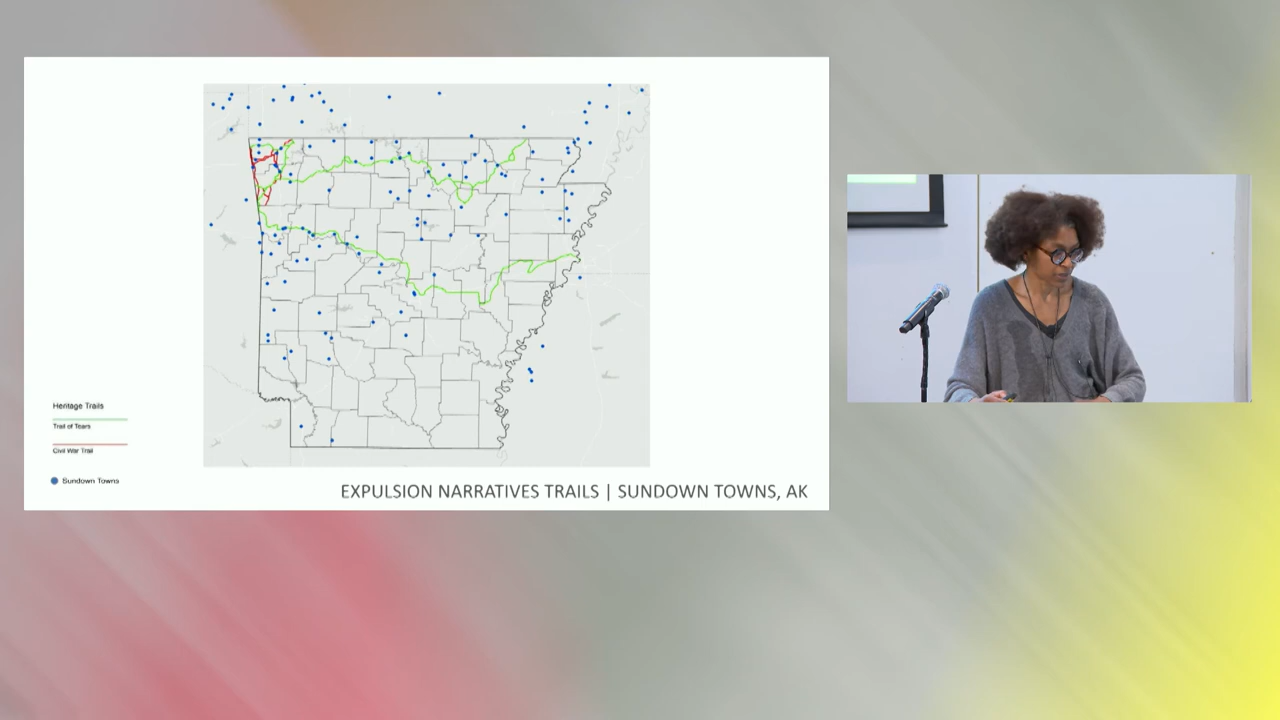 Heritage Trails
Trail of Tears
Civil War Trail
Sundown Towns
EXPULSION NARRATIVES TRAILS | SUNDOWN TOWNS, AK